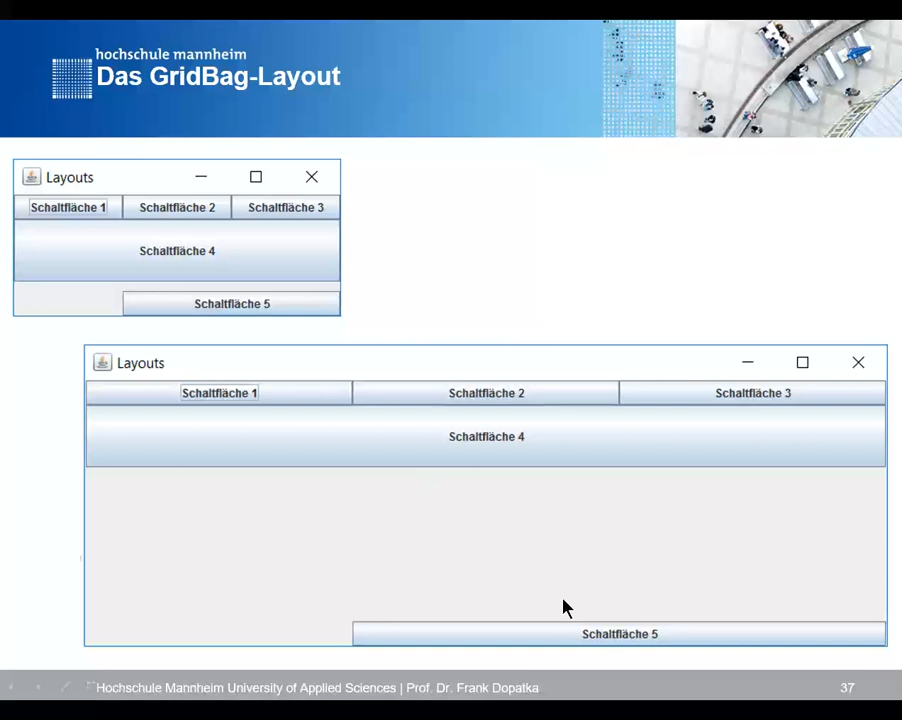 hochschule mannheim
Das GridBag-Layout
Layouts
Schaltfläche 1
Schaltfläche 2
Schaltfläche 3
Schaltfläche 4
Schaltfläche 5
Layouts
Schaltfläche 1
Schaltfläche 2
Schaltfläche 3
Schaltfläche 4
Schaltfläche 5
Hochschule Mannheim University of Applied Sciences | Prof. Dr. Frank Dopatka
37